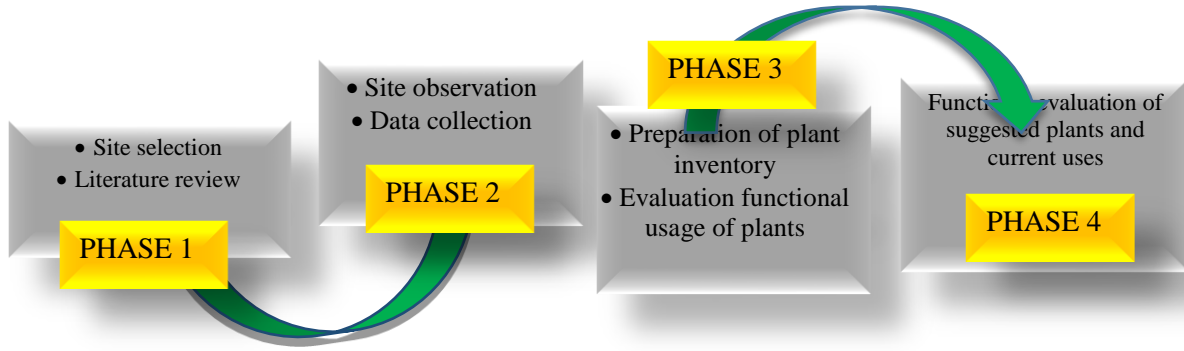 • Site selection
• Literature review
PHASE 1
• Site observation
• Data collection
PHASE 2
PHASE 3
• Preparation of plant
inventory
• Evaluation functional
usage of plants
evaluation of
suggested plants and
current uses
PHASE 4